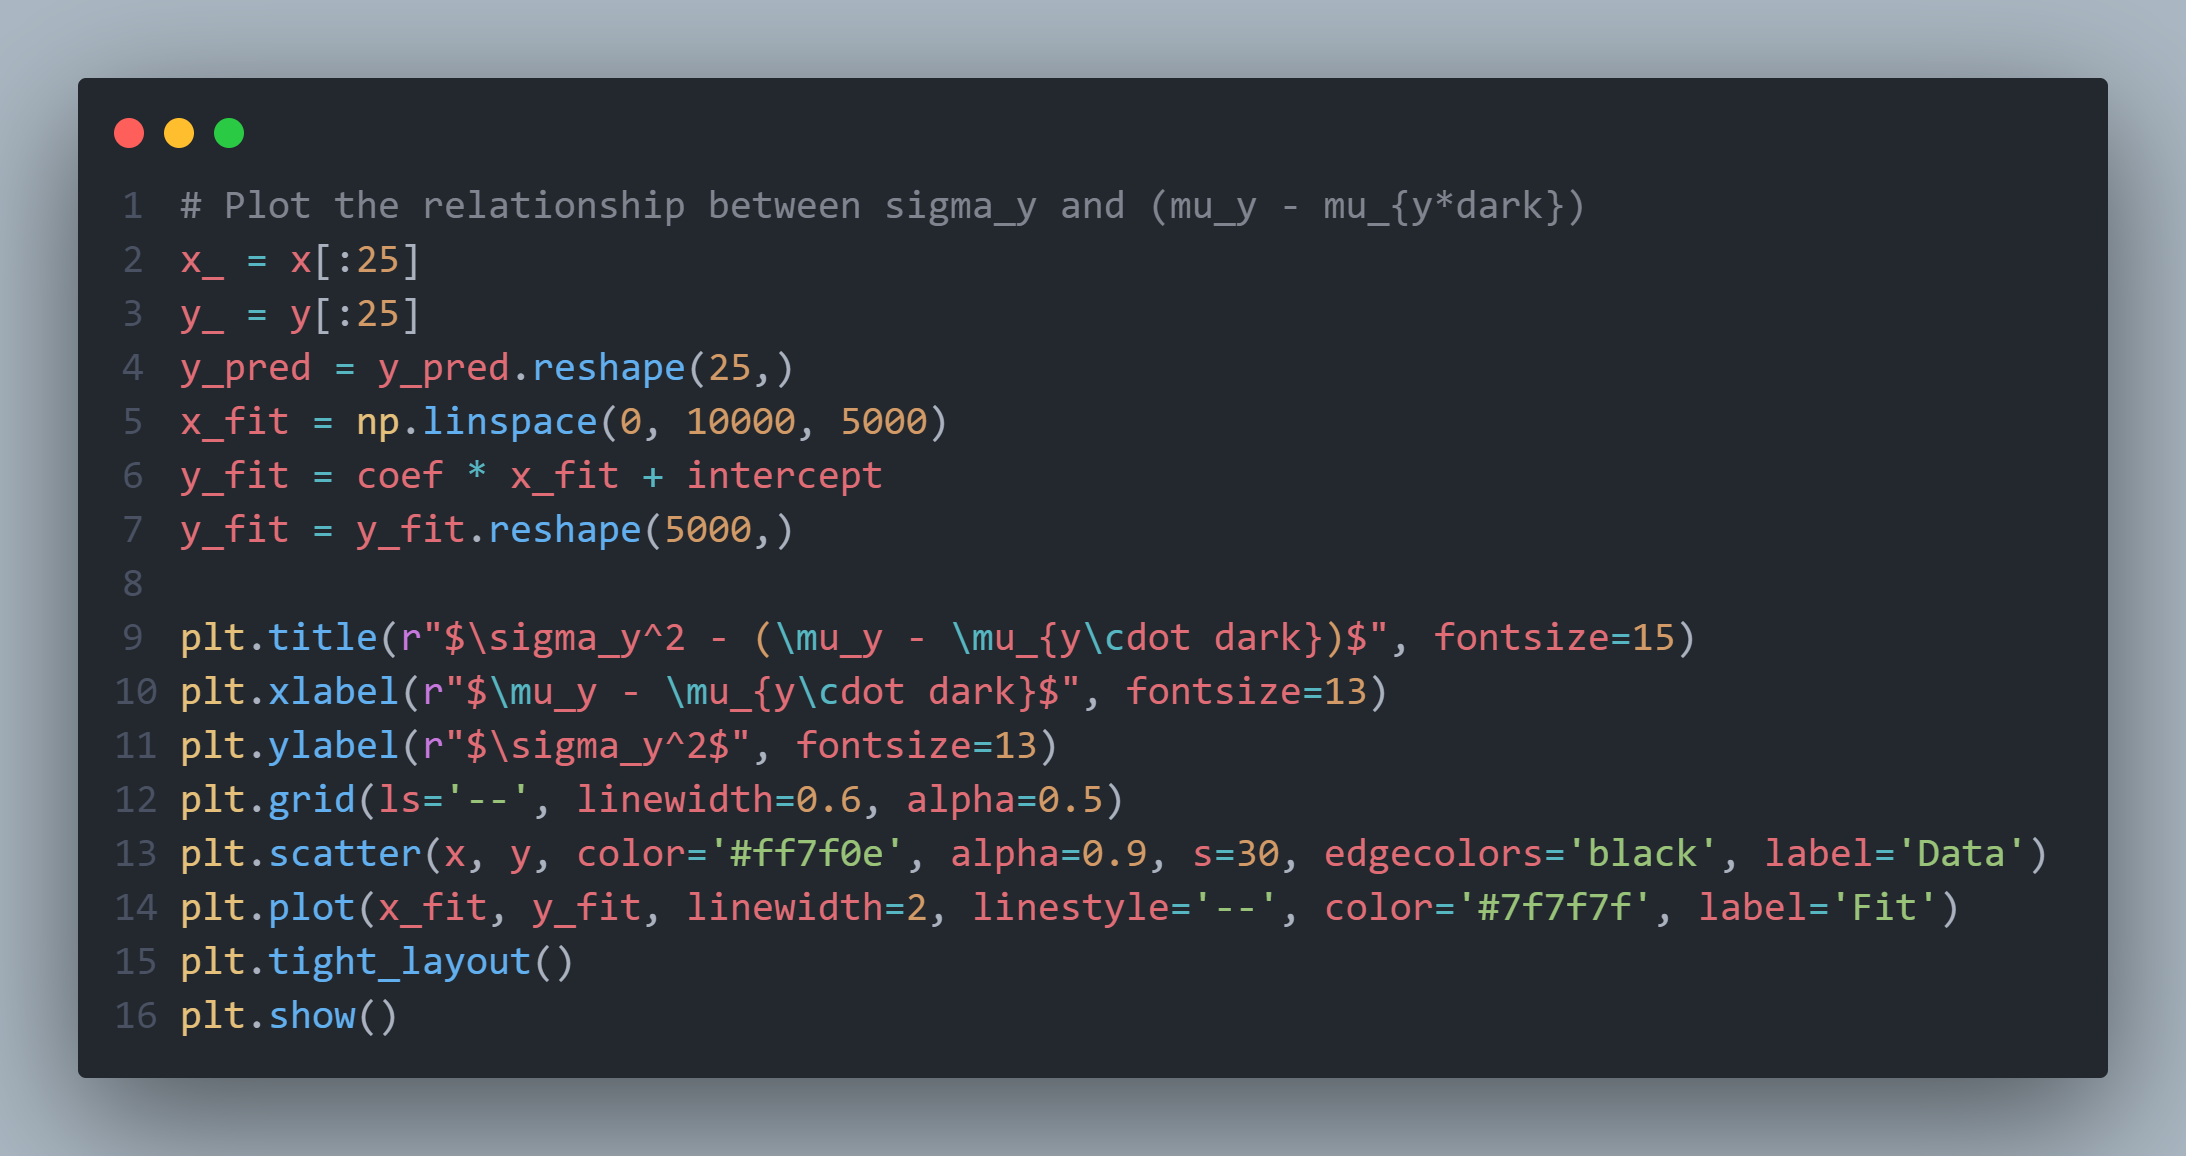 1 # Plot the relationship between sigma_y and (mu_y - mu_{y*dark})
2 x_ = x[:25]
3 y_ = y[:25]
4 y_pred = y_pred.reshape(25,)
5 x_fit = np.linspace(0, 10000, 5000)
6 y_fit = coef * x_fit + intercept
7 y_fit = y_fit.reshape(5000,)
8
9 plt.title(r"$\sigma_y^2 - (\mu_y - \mu_{y\cdot dark})$", fontsize=15)
10 plt.xlabel(r"$\mu_y - \mu_{y\cdot dark}$", fontsize=13)
11 plt.ylabel(r"$\sigma_y^2$", fontsize=13)
12 plt.grid(ls='--', linewidth=0.6, alpha=0.5)
13 plt.scatter(x, y, color='#ff7f0e', alpha=0.9, s=30, edgecolors='black', label='Data')
14 plt.plot(x_fit, y_fit, linewidth=2, linestyle='--', color='#7f7f7f', label='Fit')
15 plt.tight_layout()
16 plt.show()